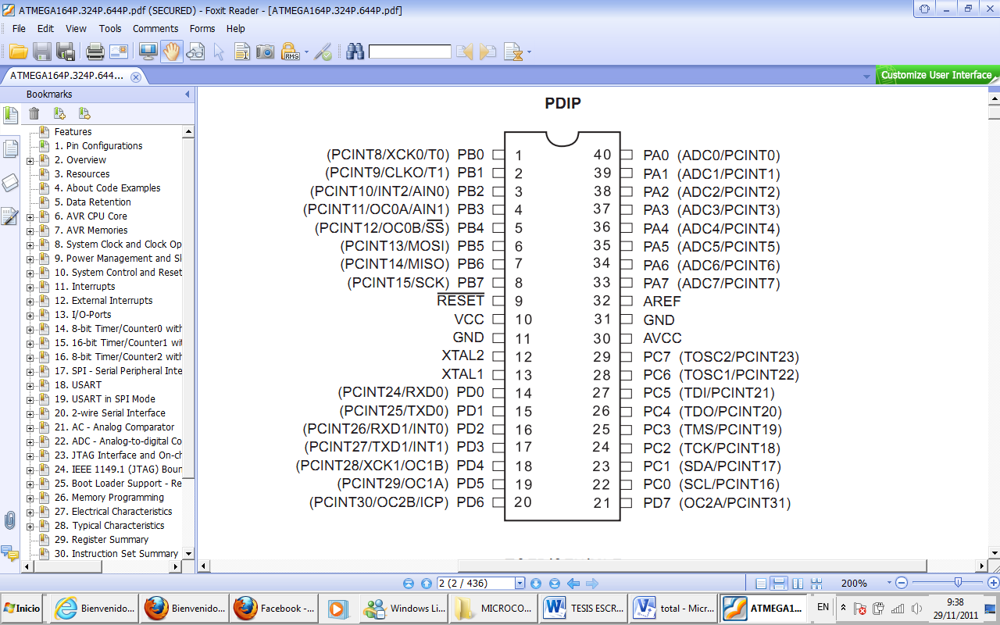 ATMEGA164P.324P.644P.pdf (SECURED) - Foxit Reader - [ATMEGA164P.324P.644P.pdf]
File Edit View Tools Comments Forms Help
RMS
ATMEGA164P.324P.644...
Customize User Interface
Bookmarks
Features
1. Pin Configurations
2. Overview
3. Resources
4. About Code Examples
5. Data Retention
6. AVR CPU Core
7. AVR Memories
8. System Clock and Clock Op
9. Power Management and Sl
10. System Control and Reset
11. Interrupts
12. External Interrupts
13. I/O-Ports
14. 8-bit Timer/Counter0 with
15. 16-bit Timer/Counter1 wit
16. 8-bit Timer/Counter2 with
17. SPI - Serial Peripheral Inte
18. USART
19. USART in SPI Mode
20. 2-wire Serial Interface
21. AC - Analog Comparator
22. ADC - Analog-to-digital Co
23. JTAG Interface and On-ch
24. IEEE 1149.1 (JTAG) Boun
25. Boot Loader Support - Re
26. Memory Programming
27. Electrical Characteristics
28. Typical Characteristics
29. Register Summary
30. Instruction Set Summary
PDIP
(PCINT8/XCK0/T0) PB0 1 40 PA0 (ADC0/PCINT0)
(PCINT9/CLKO/T1) PB1 2 39 PA1 (ADC1/PCINT1)
(PCINT10/INT2/AIN0) PB2 3 38 PA2 (ADC2/PCINT2)
(PCINT11/OC0A/AIN1) PB3 4 37 PA3 (ADC3/PCINT3)
(PCINT12/OC0B/SS) PB4 5 36 PA4 (ADC4/PCINT4)
(PCINT13/MOSI) PB5 6 35 PA5 (ADC5/PCINT5)
(PCINT14/MISO) PB6 7 34 PA6 (ADC6/PCINT6)
(PCINT15/SCK) PB7 8 33 PA7 (ADC7/PCINT7)
RESET 9 32 AREF
VCC 10 31 GND
GND 11 30 AVCC
XTAL2 12 29 PC7 (TOSC2/PCINT23)
XTAL1 13 28 PC6 (TOSC1/PCINT22)
(PCINT24/RXD0) PD0 14 27 PC5 (TDI/PCINT21)
(PCINT25/TXD0) PD1 15 26 PC4 (TDO/PCINT20)
(PCINT26/RXD1/INT0) PD2 16 25 PC3 (TMS/PCINT19)
(PCINT27/TXD1/INT1) PD3 17 24 PC2 (TCK/PCINT18)
(PCINT28/XCK1/OC1B) PD4 18 23 PC1 (SDA/PCINT17)
(PCINT29/OC1A) PD5 19 22 PC0 (SCL/PCINT16)
(PCINT30/OC2B/ICP) PD6 20 21 PD7 (OC2A/PCINT31)
2 (2 / 436) 200%
Inicio Bienvenido... Bienvenido... Facebook -... Windows Li... MICROCO... TESIS ESCR... total - Micr... ATMEGA1... EN 9:38
29/11/2011